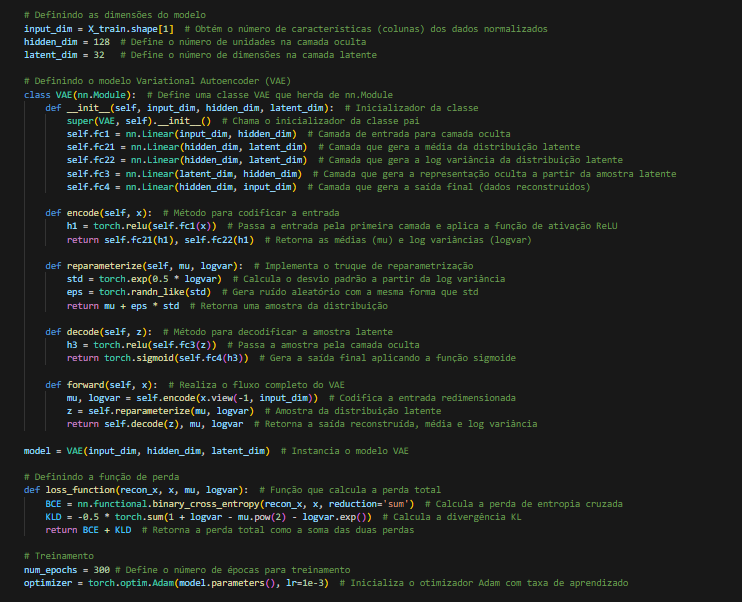 # Definindo as dimensões do modelo
input_dim = X_train.shape[1]  # Obtém o número de características (colunas) dos dados normalizados
hidden_dim = 128  # Define o número de unidades na camada oculta
latent_dim = 32   # Define o número de dimensões na camada latente

# Definindo o modelo Variational Autoencoder (VAE)
class VAE(nn.Module):  # Define uma classe VAE que herda de nn.Module
    def __init__(self, input_dim, hidden_dim, latent_dim):  # Inicializador da classe
        super(VAE, self).__init__()  # Chama o inicializador da classe pai
        self.fc1 = nn.Linear(input_dim, hidden_dim)  # Camada de entrada para camada oculta
        self.fc21 = nn.Linear(hidden_dim, latent_dim)  # Camada que gera a média da distribuição latente
        self.fc22 = nn.Linear(hidden_dim, latent_dim)  # Camada que gera a log variância da distribuição latente
        self.fc3 = nn.Linear(latent_dim, hidden_dim)  # Camada que gera a representação oculta a partir da amostra latente
        self.fc4 = nn.Linear(hidden_dim, input_dim)  # Camada que gera a saída final (dados reconstruídos)

    def encode(self, x):  # Método para codificar a entrada
        h1 = torch.relu(self.fc1(x))  # Passa a entrada pela primeira camada e aplica a função de ativação ReLU
        return self.fc21(h1), self.fc22(h1)  # Retorna as médias (mu) e log variâncias (logvar)

    def reparameterize(self, mu, logvar):  # Implementa o truque de reparametrização
        std = torch.exp(0.5 * logvar)  # Calcula o desvio padrão a partir da log variância
        eps = torch.randn_like(std)  # Gera ruído aleatório com a mesma forma que std
        return mu + eps * std  # Retorna uma amostra da distribuição

    def decode(self, z):  # Método para decodificar a amostra latente
        h3 = torch.relu(self.fc3(z))  # Passa a amostra pela camada oculta
        return torch.sigmoid(self.fc4(h3))  # Gera a saída final aplicando a função sigmoide

    def forward(self, x):  # Realiza o fluxo completo do VAE
        mu, logvar = self.encode(x.view(-1, input_dim))  # Codifica a entrada redimensionada
        z = self.reparameterize(mu, logvar)  # Amostra da distribuição latente
        return self.decode(z), mu, logvar  # Retorna a saída reconstruída, média e log variância

model = VAE(input_dim, hidden_dim, latent_dim)  # Instancia o modelo VAE

# Definindo a função de perda
def loss_function(recon_x, x, mu, logvar):  # Função que calcula a perda total
    BCE = nn.functional.binary_cross_entropy(recon_x, x, reduction='sum')  # Calcula a perda de entropia cruzada
    KLD = -0.5 * torch.sum(1 + logvar - mu.pow(2) - logvar.exp())  # Calcula a divergência KL
    return BCE + KLD  # Retorna a perda total como a soma das duas perdas

# Treinamento
num_epochs = 300 # Define o número de épocas para treinamento
optimizer = torch.optim.Adam(model.parameters(), lr=1e-3)  # Inicializa o otimizador Adam com taxa de aprendizado